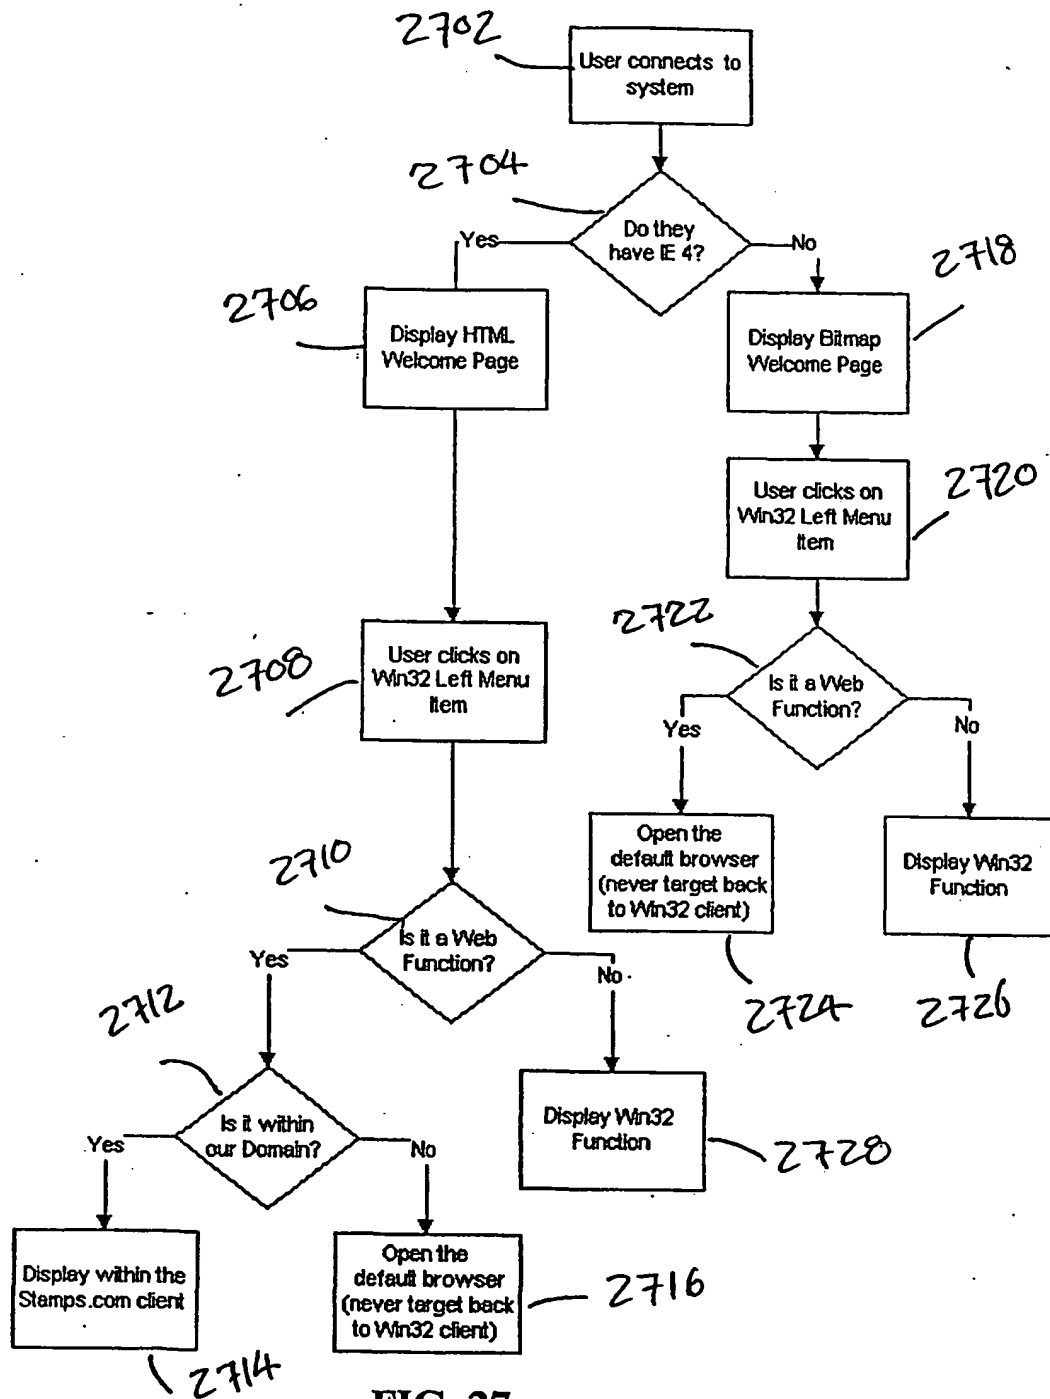 2702
User connects to
system
2704
Do they
have IE 4?
Yes
No
2706
Display HTML
Welcome Page
2718
Display Bitmap
Welcome Page
2720
User clicks on
Win32 Left Menu
Item
2708
User clicks on
Win32 Left Menu
Item
2722
Is it a Web
Function?
Yes
No
2710
Is it a Web
Function?
Yes
No
Open the
default browser
(never target back
to Win32 client)
2724
Display Win32
Function
2726
2712
Is it within
our Domain?
Yes
No
Display Win32
Function
2728
Display within the
Stamps.com client
2714
Open the
default browser
(never target back
to Win32 client)
2716
FIG. 27